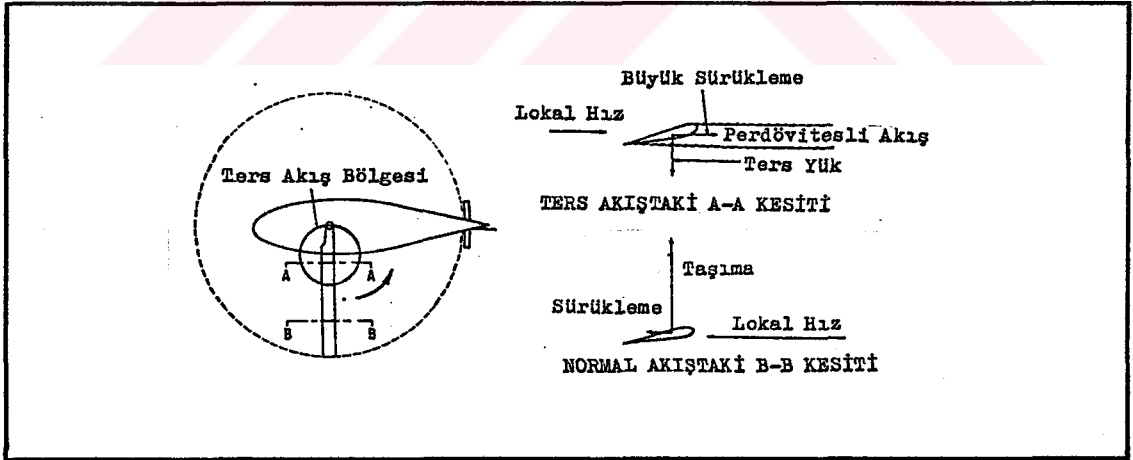 Büyük Sürükleme
Lokal Hız
Perdövitesli Akış
Ters Yük
TERS AKIŞTAKİ A-A KESİTİ
Ters Akış Bölgesi
A A
B B
Taşıma
Sürükleme
Lokal Hız
NORMAL AKIŞTAKİ B-B KESİTİ